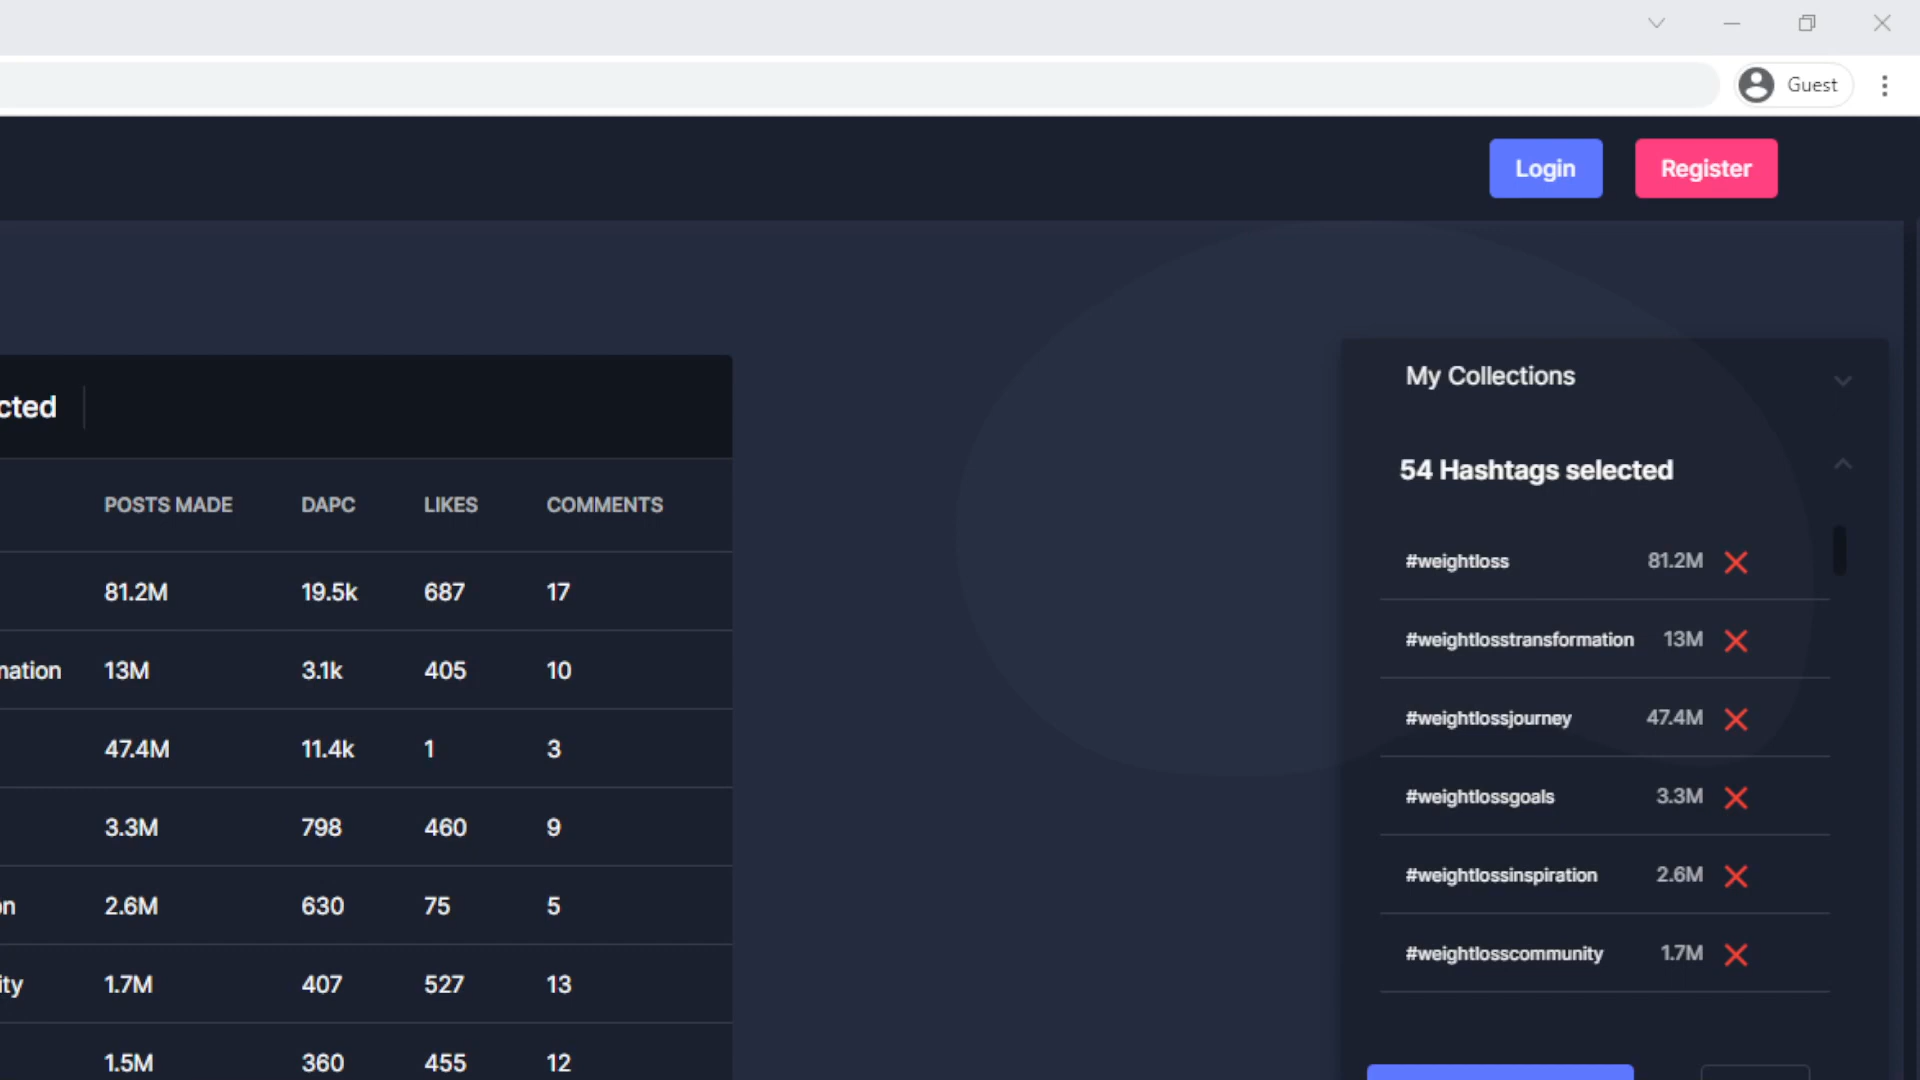 Guest
Login
Register
cted
POSTS MADE DAPC LIKES COMMENTS
81.2M 19.5k 687 17
mation 13M 3.1k 405 10
47.4M 11.4k 1 3
3.3M 798 460 9
on 2.6M 630 75 5
ity 1.7M 407 527 13
1.5M 360 455 12
My Collections
54 Hashtags selected
#weightloss 81.2M
#weightlosstransformation 13M
#weightlossjourney 47.4M
#weightlossgoals 3.3M
#weightlossinspiration 2.6M
#weightlosscommunity 1.7M